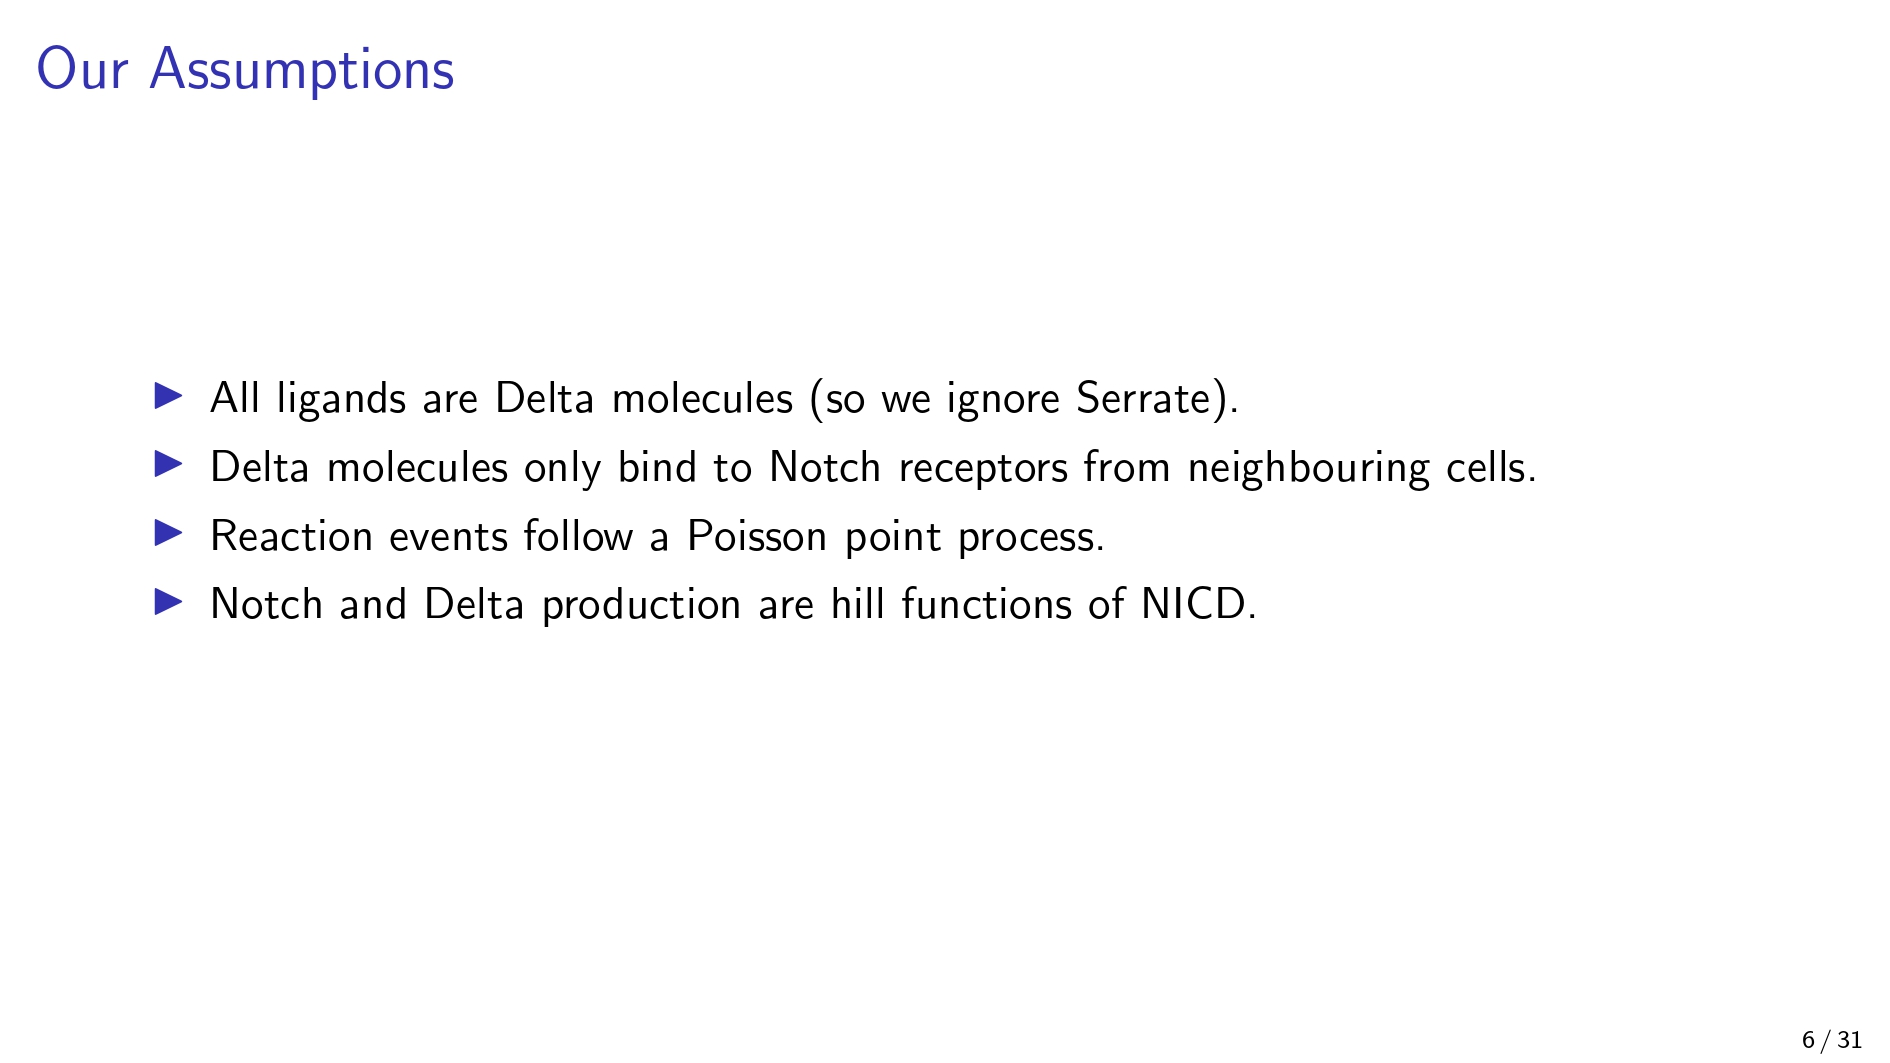 Our Assumptions
All ligands are Delta molecules (so we ignore Serrate).
Delta molecules only bind to Notch receptors from neighbouring cells.
Reaction events follow a Poisson point process.
Notch and Delta production are hill functions of NICD.
6 / 31